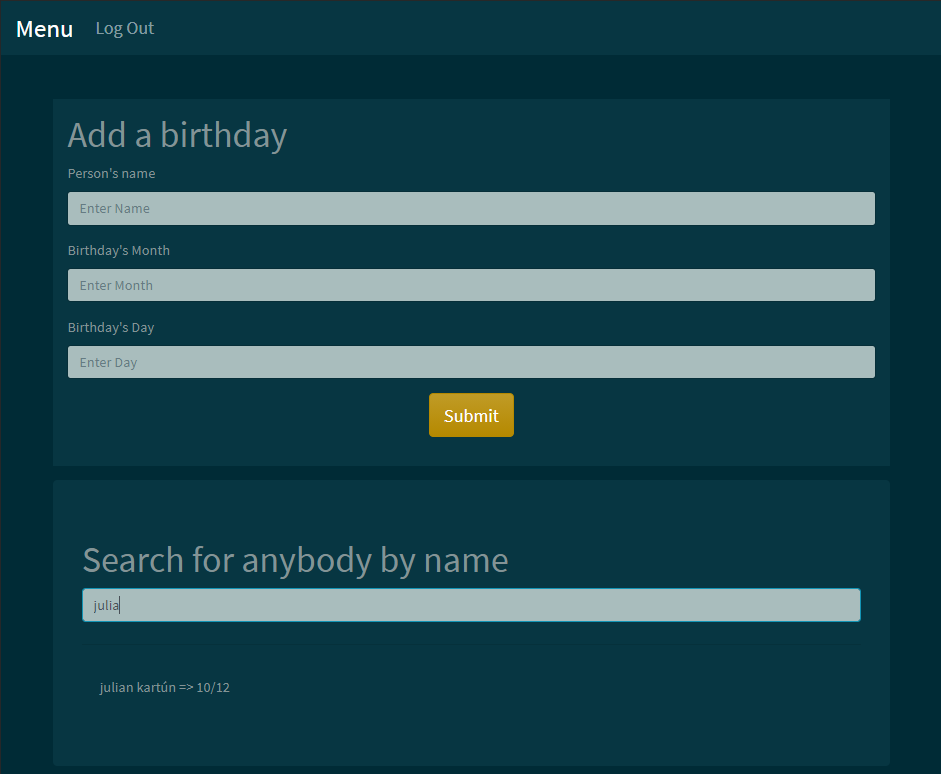 Menu Log Out
Add a birthday
Person's name
Enter Name
Birthday's Month
Enter Month
Birthday's Day
Enter Day
Submit
Search for anybody by name
julia
julian kartún => 10/12